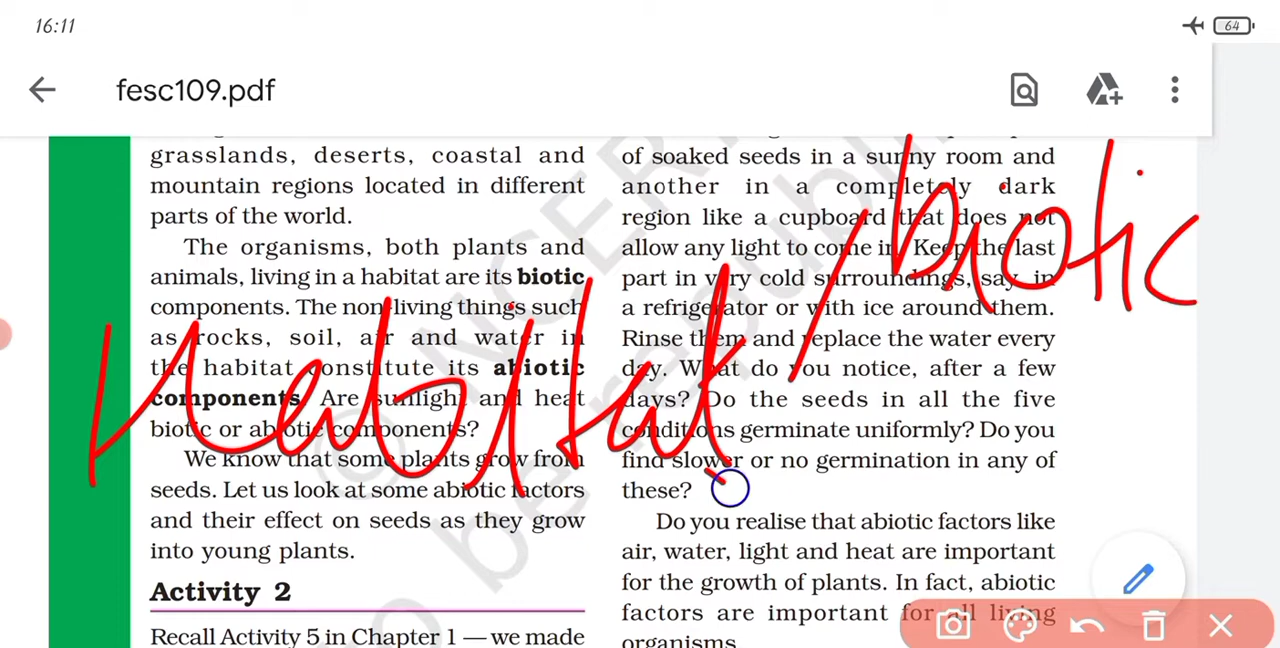 16:11
64
fesc109.pdf
grasslands, deserts, coastal and
mountain regions located in different
parts of the world.
The organisms, both plants and
animals, living in a habitat are its biotic
components. The non-living things such
as rocks, soil, air and water in
the habitat constitute its abiotic
components. Are sunlight and heat
biotic or abiotic components?
We know that some plants grow from
seeds. Let us look at some abiotic factors
and their effect on seeds as they grow
into young plants.
Activity 2
Recall Activity 5 in Chapter 1 — we made
of soaked seeds in a sunny room and
another in a completely dark
region like a cupboard that does not
allow any light to come in. Keep the last
part in very cold surroundings, say, in
a refrigerator or with ice around them.
Rinse them and replace the water every
day. What do you notice, after a few
days? Do the seeds in all the five
conditions germinate uniformly? Do you
find slower or no germination in any of
these?
Do you realise that abiotic factors like
air, water, light and heat are important
for the growth of plants. In fact, abiotic
factors are important for all living
organisms.
Habitat / biotic
© NCERT